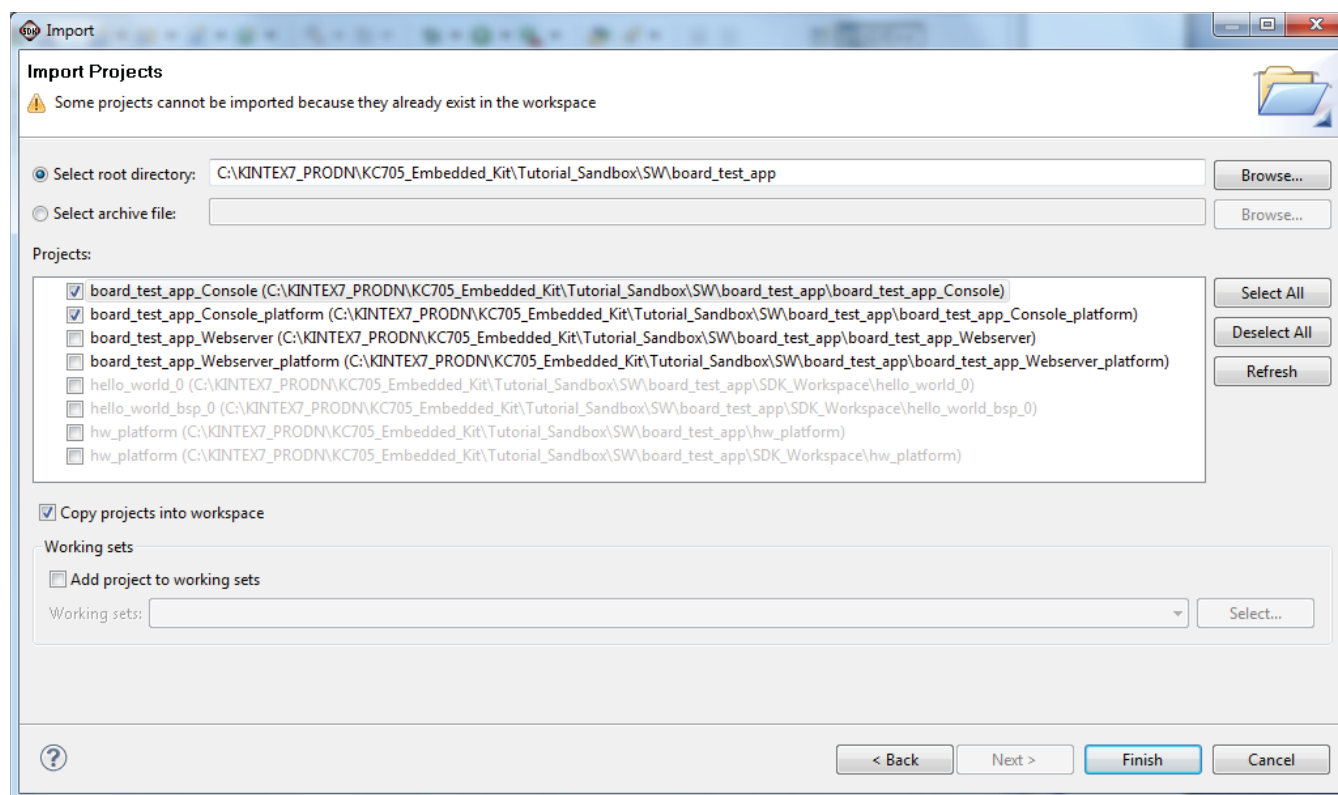 SDK Import
Import Projects
Some projects cannot be imported because they already exist in the workspace
Select root directory: C:\KINTEX7_PRODN\KC705_Embedded_Kit\Tutorial_Sandbox\SW\board_test_app Browse...
Select archive file: Browse...
Projects:
board_test_app_Console (C:\KINTEX7_PRODN\KC705_Embedded_Kit\Tutorial_Sandbox\SW\board_test_app\board_test_app_Console) Select All
board_test_app_Console_platform (C:\KINTEX7_PRODN\KC705_Embedded_Kit\Tutorial_Sandbox\SW\board_test_app\board_test_app_Console_platform)
board_test_app_Webserver (C:\KINTEX7_PRODN\KC705_Embedded_Kit\Tutorial_Sandbox\SW\board_test_app\board_test_app_Webserver) Deselect All
board_test_app_Webserver_platform (C:\KINTEX7_PRODN\KC705_Embedded_Kit\Tutorial_Sandbox\SW\board_test_app\board_test_app_Webserver_platform)
hello_world_0 (C:\KINTEX7_PRODN\KC705_Embedded_Kit\Tutorial_Sandbox\SW\board_test_app\SDK_Workspace\hello_world_0) Refresh
hello_world_bsp_0 (C:\KINTEX7_PRODN\KC705_Embedded_Kit\Tutorial_Sandbox\SW\board_test_app\SDK_Workspace\hello_world_bsp_0)
hw_platform (C:\KINTEX7_PRODN\KC705_Embedded_Kit\Tutorial_Sandbox\SW\board_test_app\hw_platform)
hw_platform (C:\KINTEX7_PRODN\KC705_Embedded_Kit\Tutorial_Sandbox\SW\board_test_app\SDK_Workspace\hw_platform)
Copy projects into workspace
Working sets
Add project to working sets
Working sets: Select...
? < Back Next > Finish Cancel